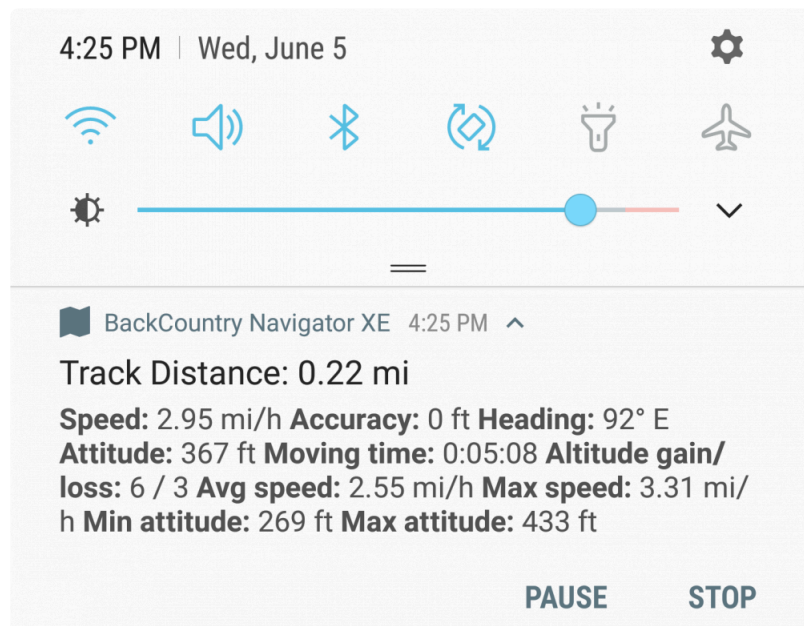 4:25 PM | Wed, June 5
BackCountry Navigator XE 4:25 PM
Track Distance: 0.22 mi
Speed: 2.95 mi/h Accuracy: 0 ft Heading: 92° E
Attitude: 367 ft Moving time: 0:05:08 Altitude gain/
loss: 6 / 3 Avg speed: 2.55 mi/h Max speed: 3.31 mi/
h Min attitude: 269 ft Max attitude: 433 ft
PAUSE STOP